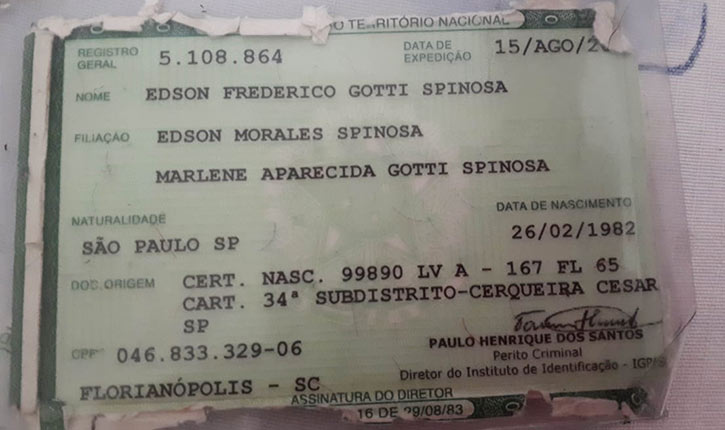 TERRITÓRIO NACIONAL
REGISTRO GERAL 5.108.864 DATA DE EXPEDIÇÃO 15/AGO/2
NOME EDSON FREDERICO GOTTI SPINOSA
FILIAÇÃO EDSON MORALES SPINOSA
MARLENE APARECIDA GOTTI SPINOSA
NATURALIDADE DATA DE NASCIMENTO
SÃO PAULO SP 26/02/1982
DOC. ORIGEM CERT. NASC. 99890 LV A - 167 FL 65
CART. 34ª SUBDISTRITO-CERQUEIRA CESAR
SP
CPF 046.833.329-06
PAULO HENRIQUE DOS SANTOS
Perito Criminal
Diretor do Instituto de Identificação - IGP/S
FLORIANÓPOLIS - SC
ASSINATURA DO DIRETOR
16 DE 29/08/83